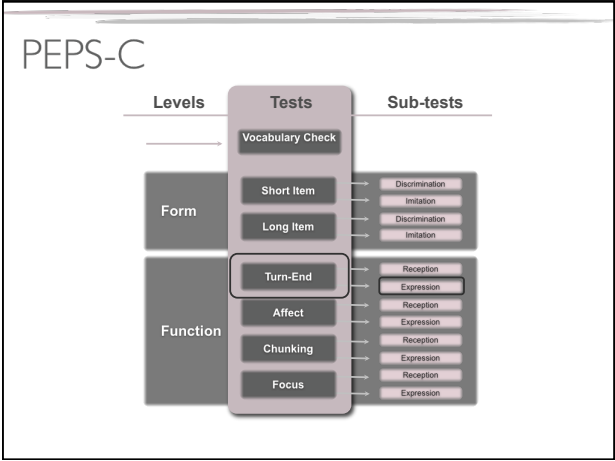 PEPS-C
Levels Tests Sub-tests
Vocabulary Check
Form
Short Item
Discrimination
Imitation
Long Item
Discrimination
Imitation
Function
Turn-End
Reception
Expression
Affect
Reception
Expression
Chunking
Reception
Expression
Focus
Reception
Expression